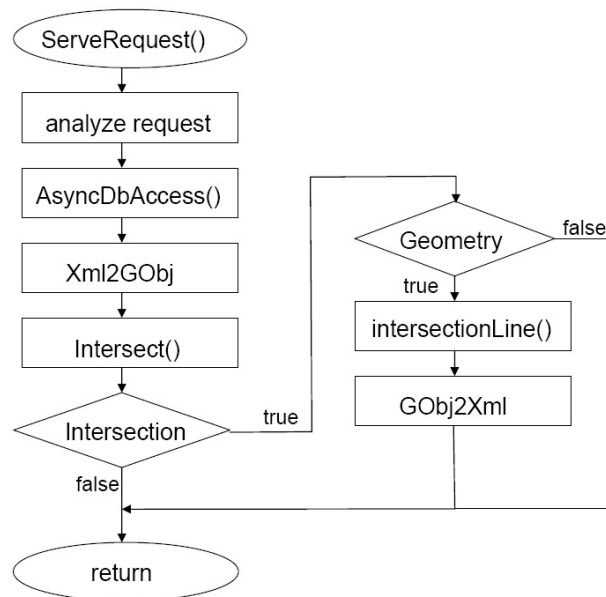 ServeRequest()
analyze request
AsyncDbAccess()
Xml2GObj
Intersect()
Intersection
true
false
return
Geometry
false
true
intersectionLine()
GObj2Xml